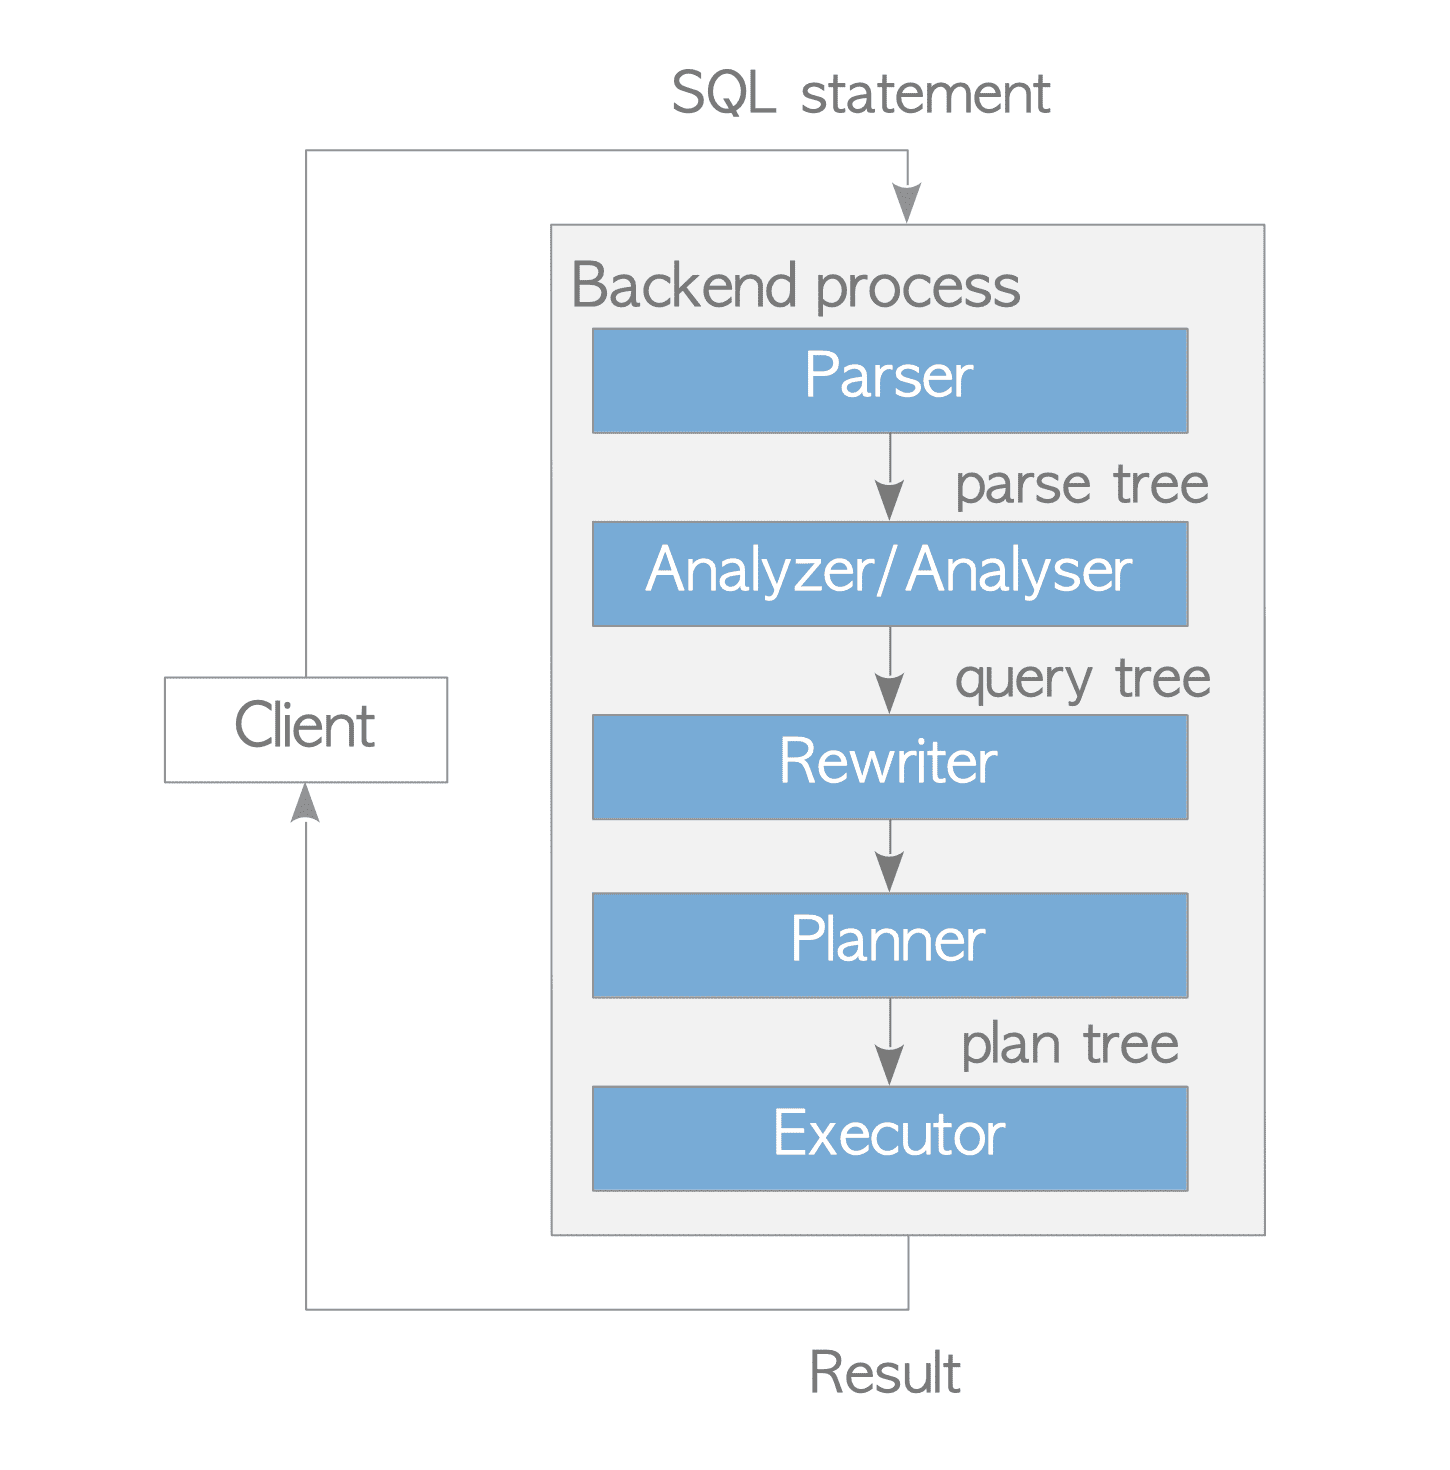 SQL statement
Backend process
Parser
parse tree
Analyzer/Analyser
query tree
Client
Rewriter
Planner
plan tree
Executor
Result